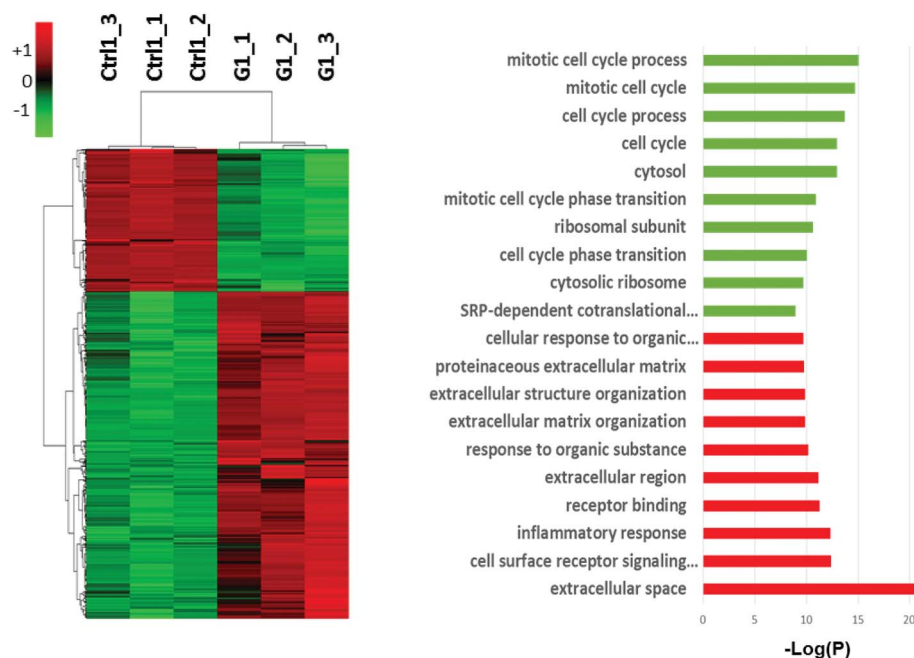 Ctrl1_3
Ctrl1_1
Ctrl1_2
G1_1
G1_2
G1_3
+1
0
-1
mitotic cell cycle process
mitotic cell cycle
cell cycle process
cell cycle
cytosol
mitotic cell cycle phase transition
ribosomal subunit
cell cycle phase transition
cytosolic ribosome
SRP-dependent cotranslational...
cellular response to organic...
proteinaceous extracellular matrix
extracellular structure organization
extracellular matrix organization
response to organic substance
extracellular region
receptor binding
inflammatory response
cell surface receptor signaling...
extracellular space
0 5 10 15 20
-Log(P)